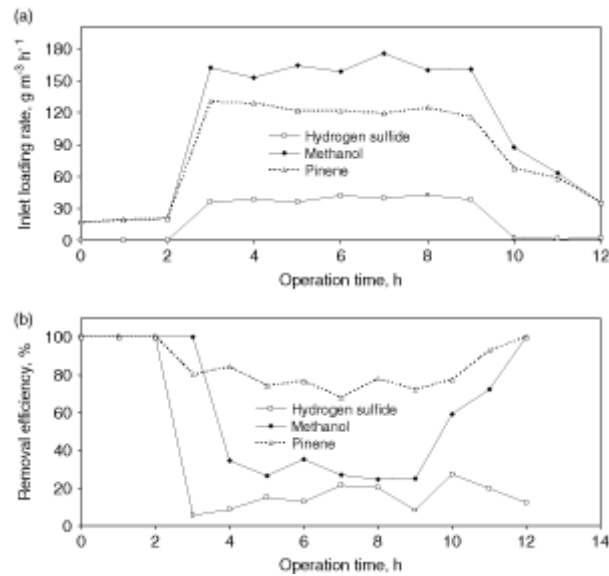 (a)
180
150
120
90
60
30
0
Inlet loading rate, g m⁻³ h⁻¹
Hydrogen sulfide
Methanol
Pinene
0 2 4 6 8 10 12
Operation time, h
(b)
100
80
60
40
20
0
Removal efficiency, %
Hydrogen sulfide
Methanol
Pinene
0 2 4 6 8 10 12 14
Operation time, h